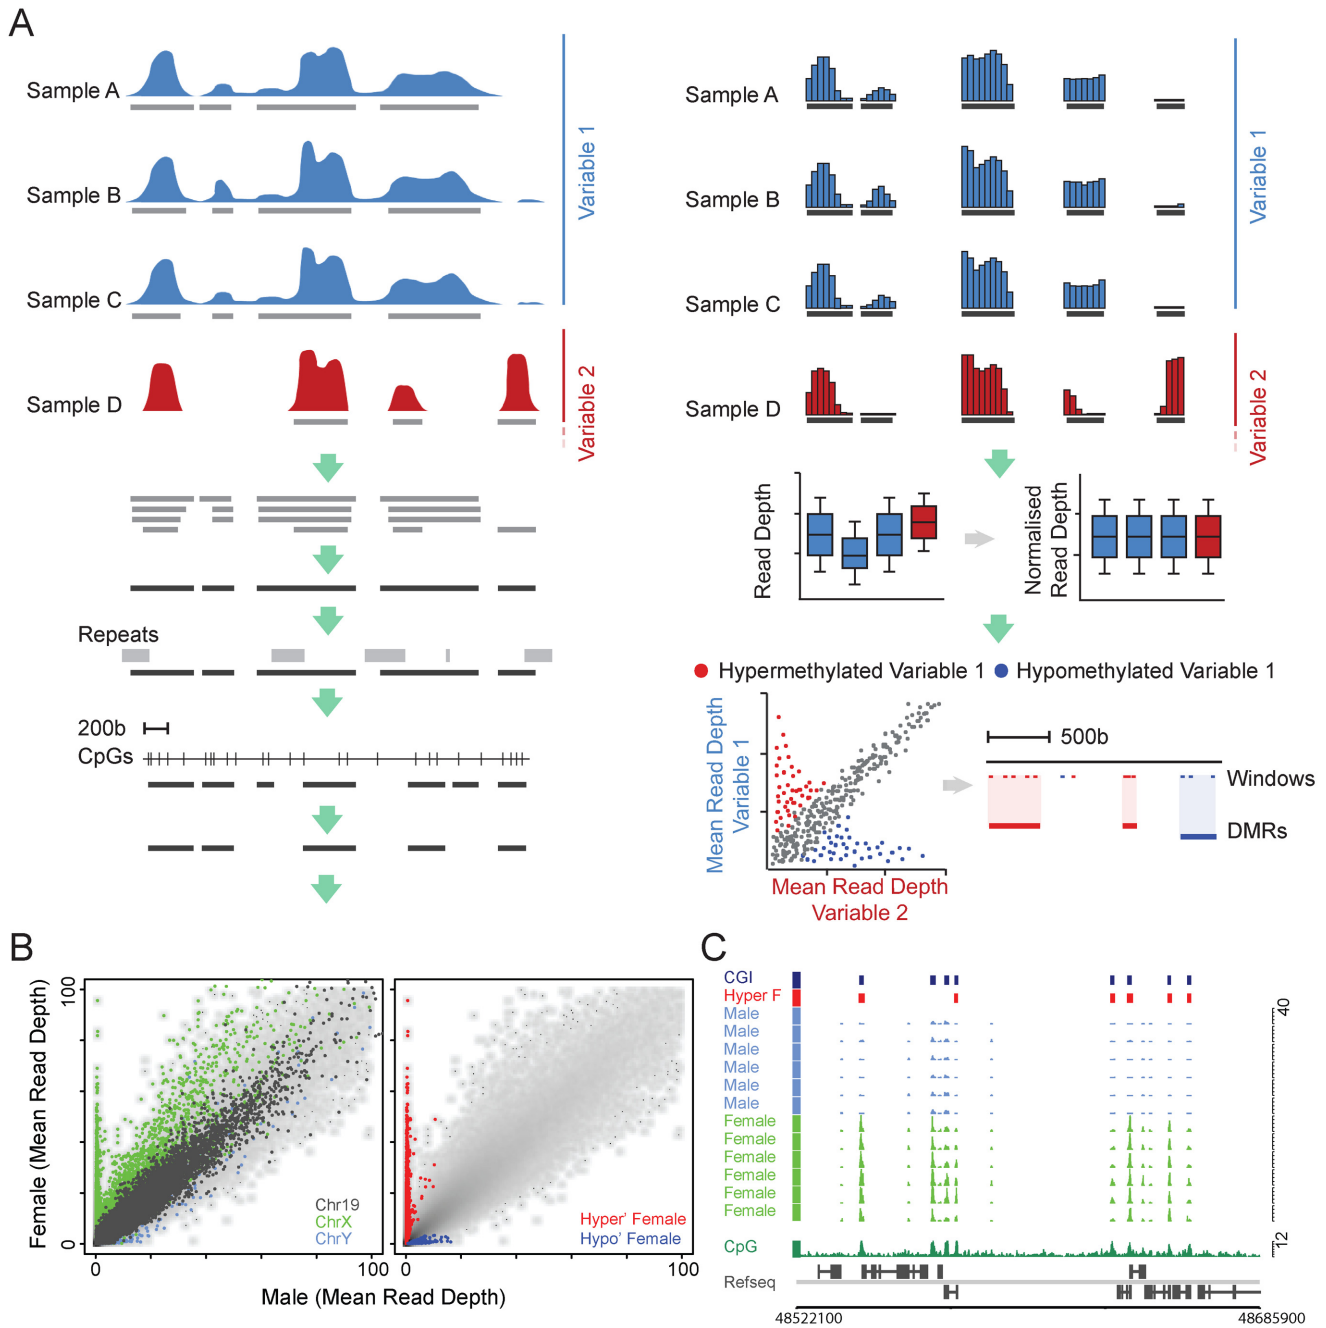 A
Sample A
Sample B
Sample C
Variable 1
Sample D
Variable 2
Repeats
200b
CpGs
Sample A
Sample B
Sample C
Variable 1
Sample D
Variable 2
Read Depth
Normalised
Read Depth
Hypermethylated Variable 1
Hypomethylated Variable 1
Mean Read Depth
Variable 1
Mean Read Depth
Variable 2
500b
Windows
DMRs
B
Female (Mean Read Depth)
100
0
Chr19
ChrX
ChrY
Hyper' Female
Hypo' Female
0
100
100
Male (Mean Read Depth)
C
CGI
Hyper F
Male
Male
Male
Male
Male
Male
Female
Female
Female
Female
Female
Female
CpG
Refseq
40
12
48522100
48685900